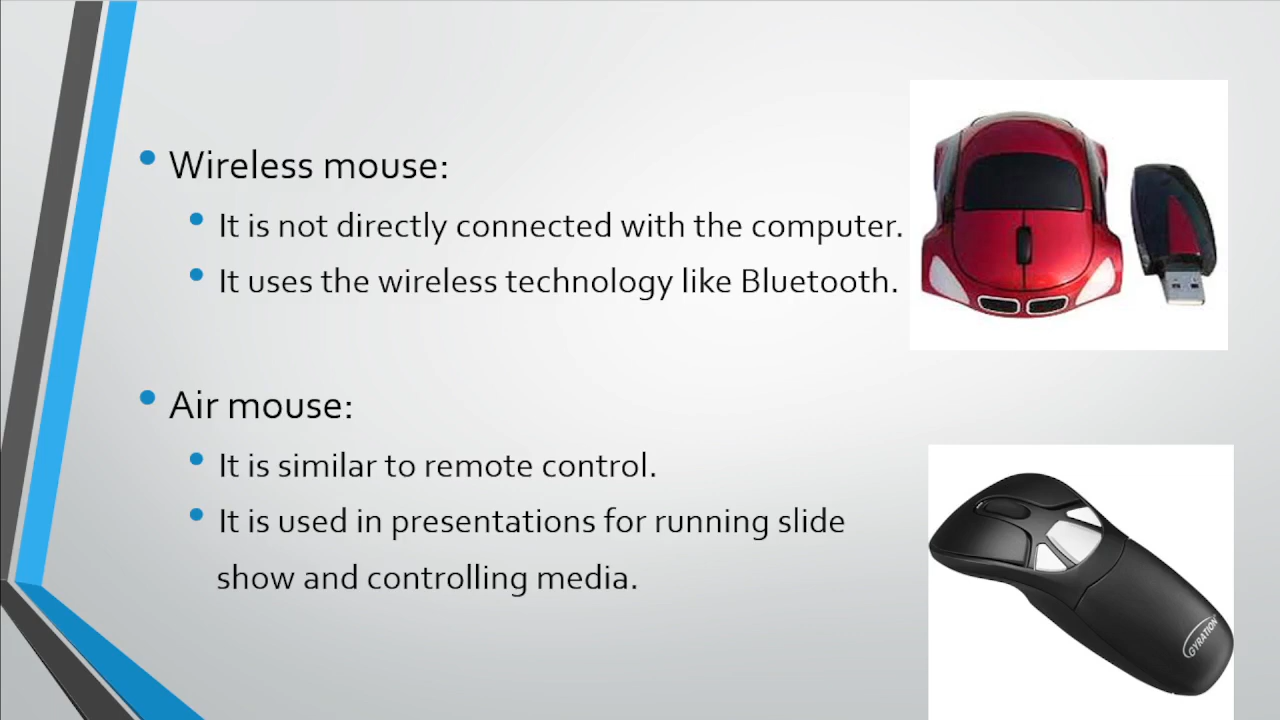 Wireless mouse:
It is not directly connected with the computer.
It uses the wireless technology like Bluetooth.
Air mouse:
It is similar to remote control.
It is used in presentations for running slide
show and controlling media.
GYRATION